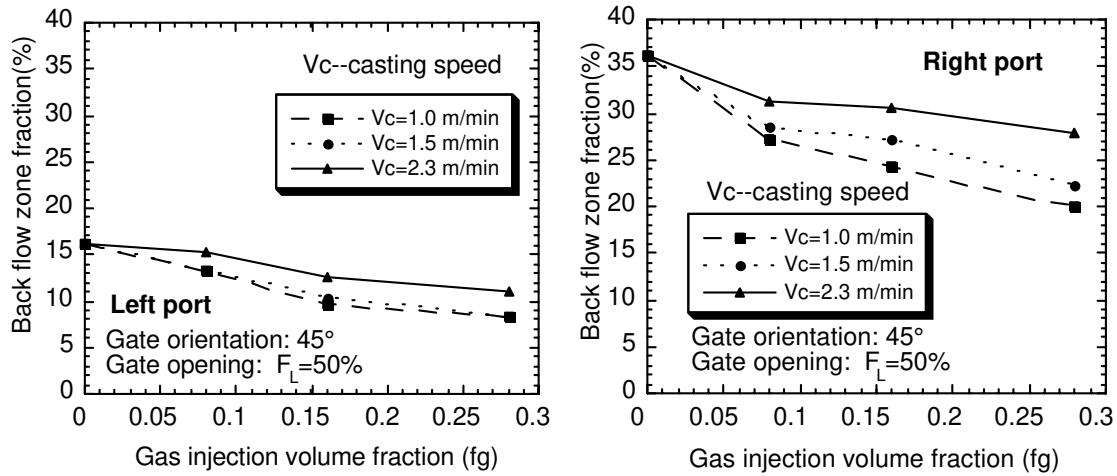 Back flow zone fraction(%)
40
35
30
25
20
15
10
5
0
Vc--casting speed
Vc=1.0 m/min
Vc=1.5 m/min
Vc=2.3 m/min
Left port
Gate orientation: 45°
Gate opening: F_L=50%
0 0.05 0.1 0.15 0.2 0.25 0.3
Gas injection volume fraction (fg)
Back flow zone fraction(%)
40
35
30
25
20
15
10
5
0
Right port
Vc--casting speed
Vc=1.0 m/min
Vc=1.5 m/min
Vc=2.3 m/min
Gate orientation: 45°
Gate opening: F_L=50%
0 0.05 0.1 0.15 0.2 0.25 0.3
Gas injection volume fraction (fg)